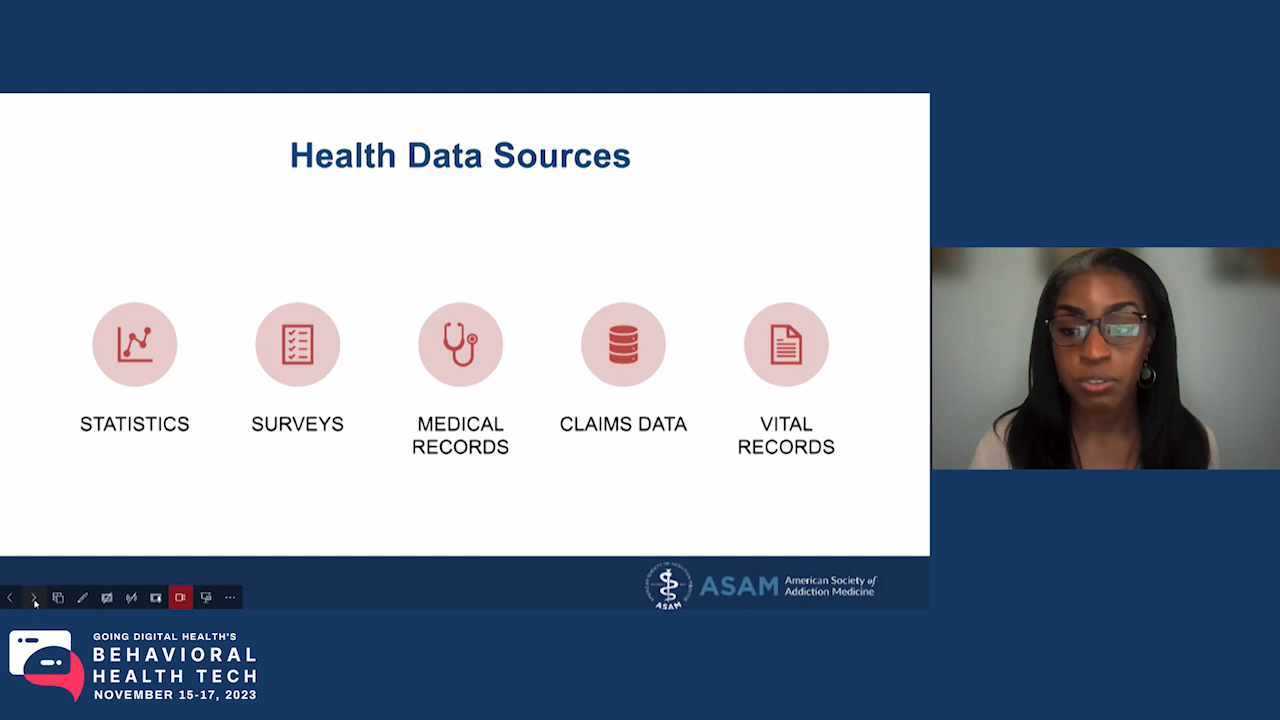 Health Data Sources
STATISTICS
SURVEYS
MEDICAL
RECORDS
CLAIMS DATA
VITAL
RECORDS
ASAM
ASAM
American Society of
Addiction Medicine
GOING DIGITAL HEALTH'S
BEHAVIORAL
HEALTH TECH
NOVEMBER 15-17, 2023